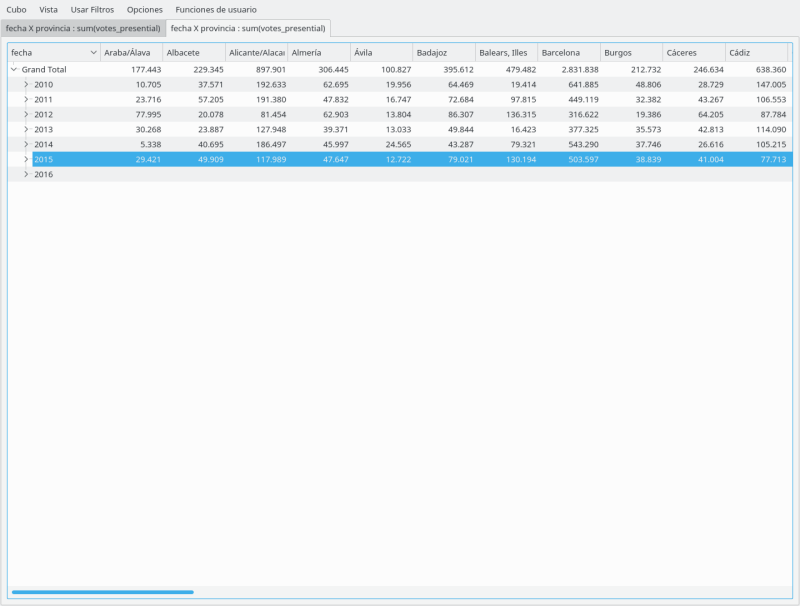 Cubo Vista Usar Filtros Opciones Funciones de usuario
fecha X provincia : sum(votes_presential) fecha X provincia : sum(votes_presential)
fecha Araba/Álava Albacete Alicante/Alacai Almería Ávila Badajoz Balears, Illes Barcelona Burgos Cáceres Cádiz
Grand Total 177.443 229.345 897.901 306.445 100.827 395.612 479.482 2.831.838 212.732 246.634 638.360
2010 10.705 37.571 192.633 62.695 19.956 64.469 19.414 641.885 48.806 28.729 147.005
2011 23.716 57.205 191.380 47.832 16.747 72.684 97.815 449.119 32.382 43.267 106.553
2012 77.995 20.078 81.454 62.903 13.804 86.307 136.315 316.622 19.386 64.205 87.784
2013 30.268 23.887 127.948 39.371 13.033 49.844 16.423 377.325 35.573 42.813 114.090
2014 5.338 40.695 186.497 45.997 24.565 43.287 79.321 543.290 37.746 26.616 105.215
2015 29.421 49.909 117.989 47.647 12.722 79.021 130.194 503.597 38.839 41.004 77.713
2016